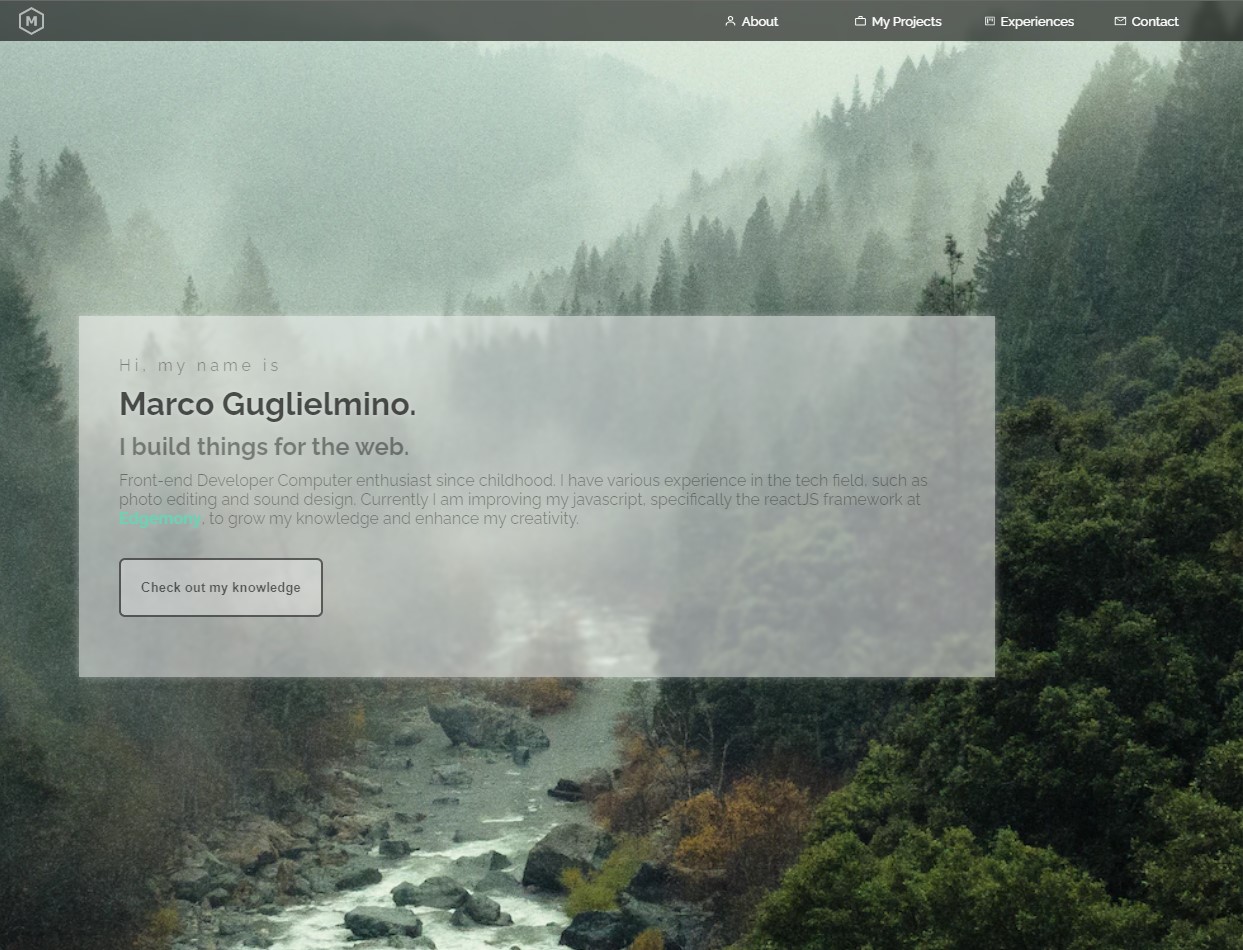 M
About
My Projects
Experiences
Contact
Hi, my name is
Marco Guglielmino.
I build things for the web.
Front-end Developer Computer enthusiast since childhood. I have various experience in the tech field, such as
photo editing and sound design. Currently I am improving my javascript, specifically the reactJS framework at
Edgemony, to grow my knowledge and enhance my creativity.
Check out my knowledge